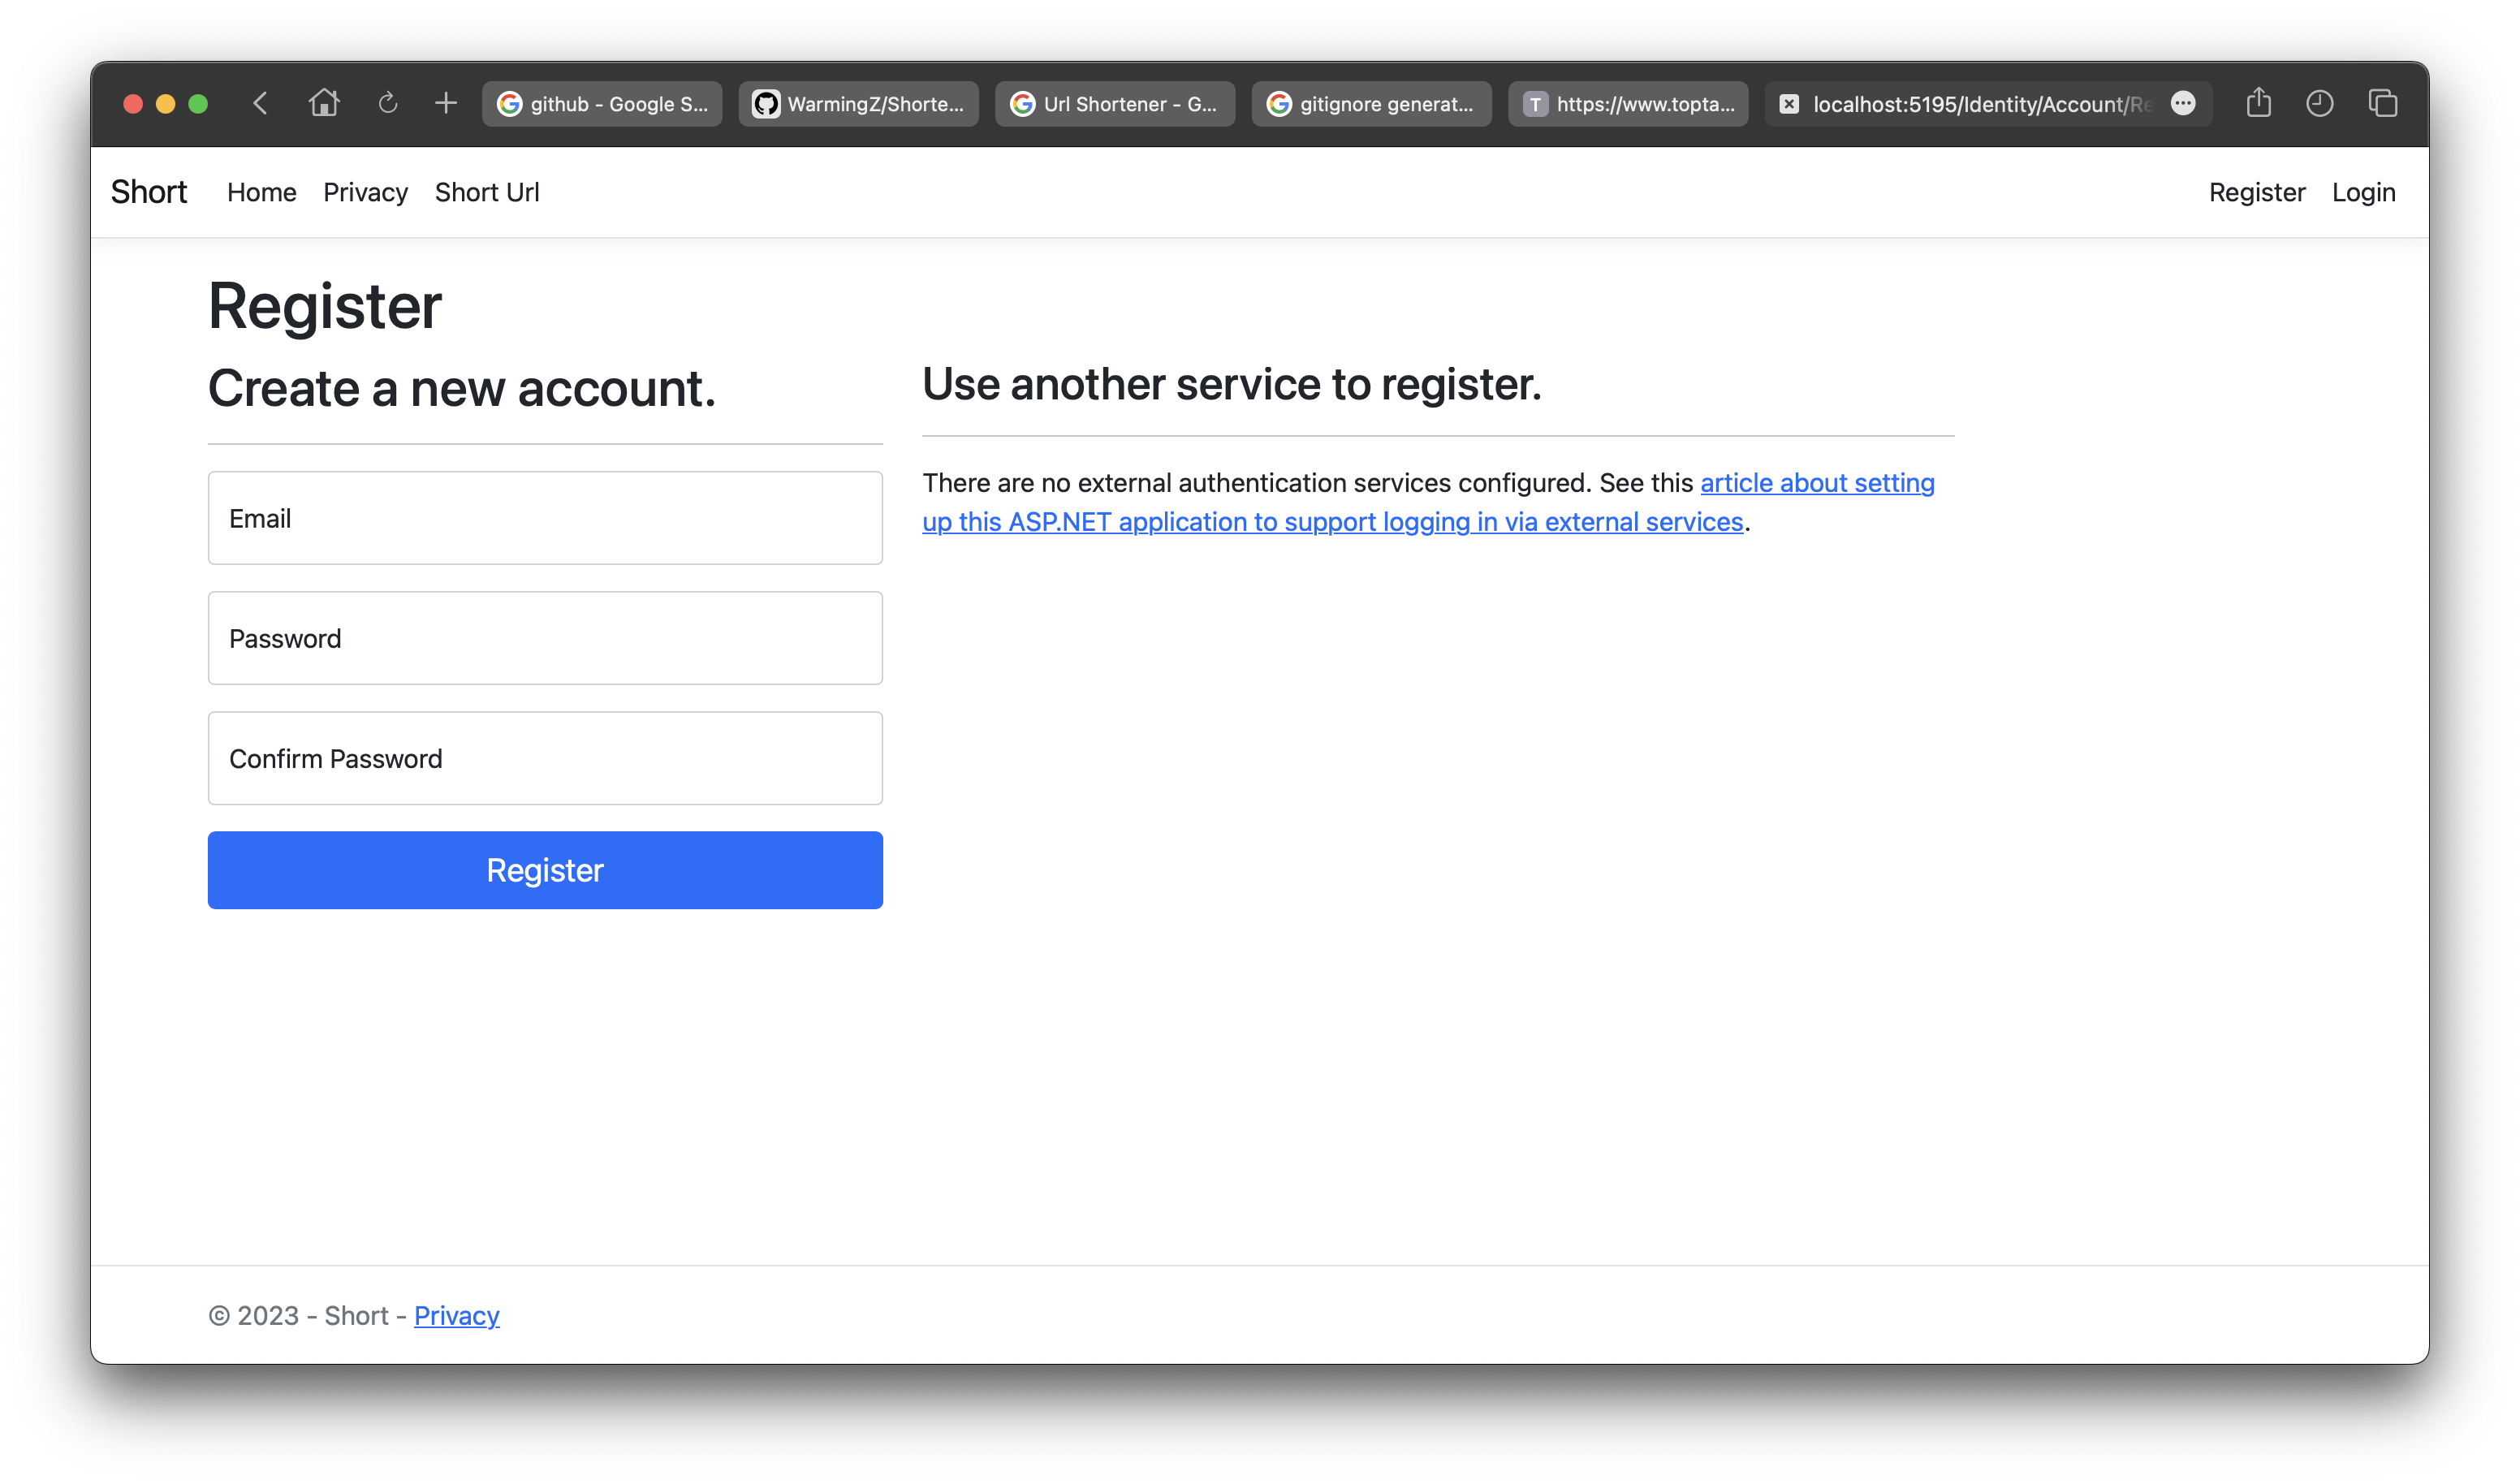 github - Google S...
WarmingZ/Shorte...
Url Shortener - G...
gitignore generat...
T https://www.topta...
localhost:5195/Identity/Account/Re
Short Home Privacy Short Url Register Login
Register
Create a new account.
Email
Password
Confirm Password
Register
Use another service to register.
There are no external authentication services configured. See this article about setting
up this ASP.NET application to support logging in via external services.
© 2023 - Short - Privacy